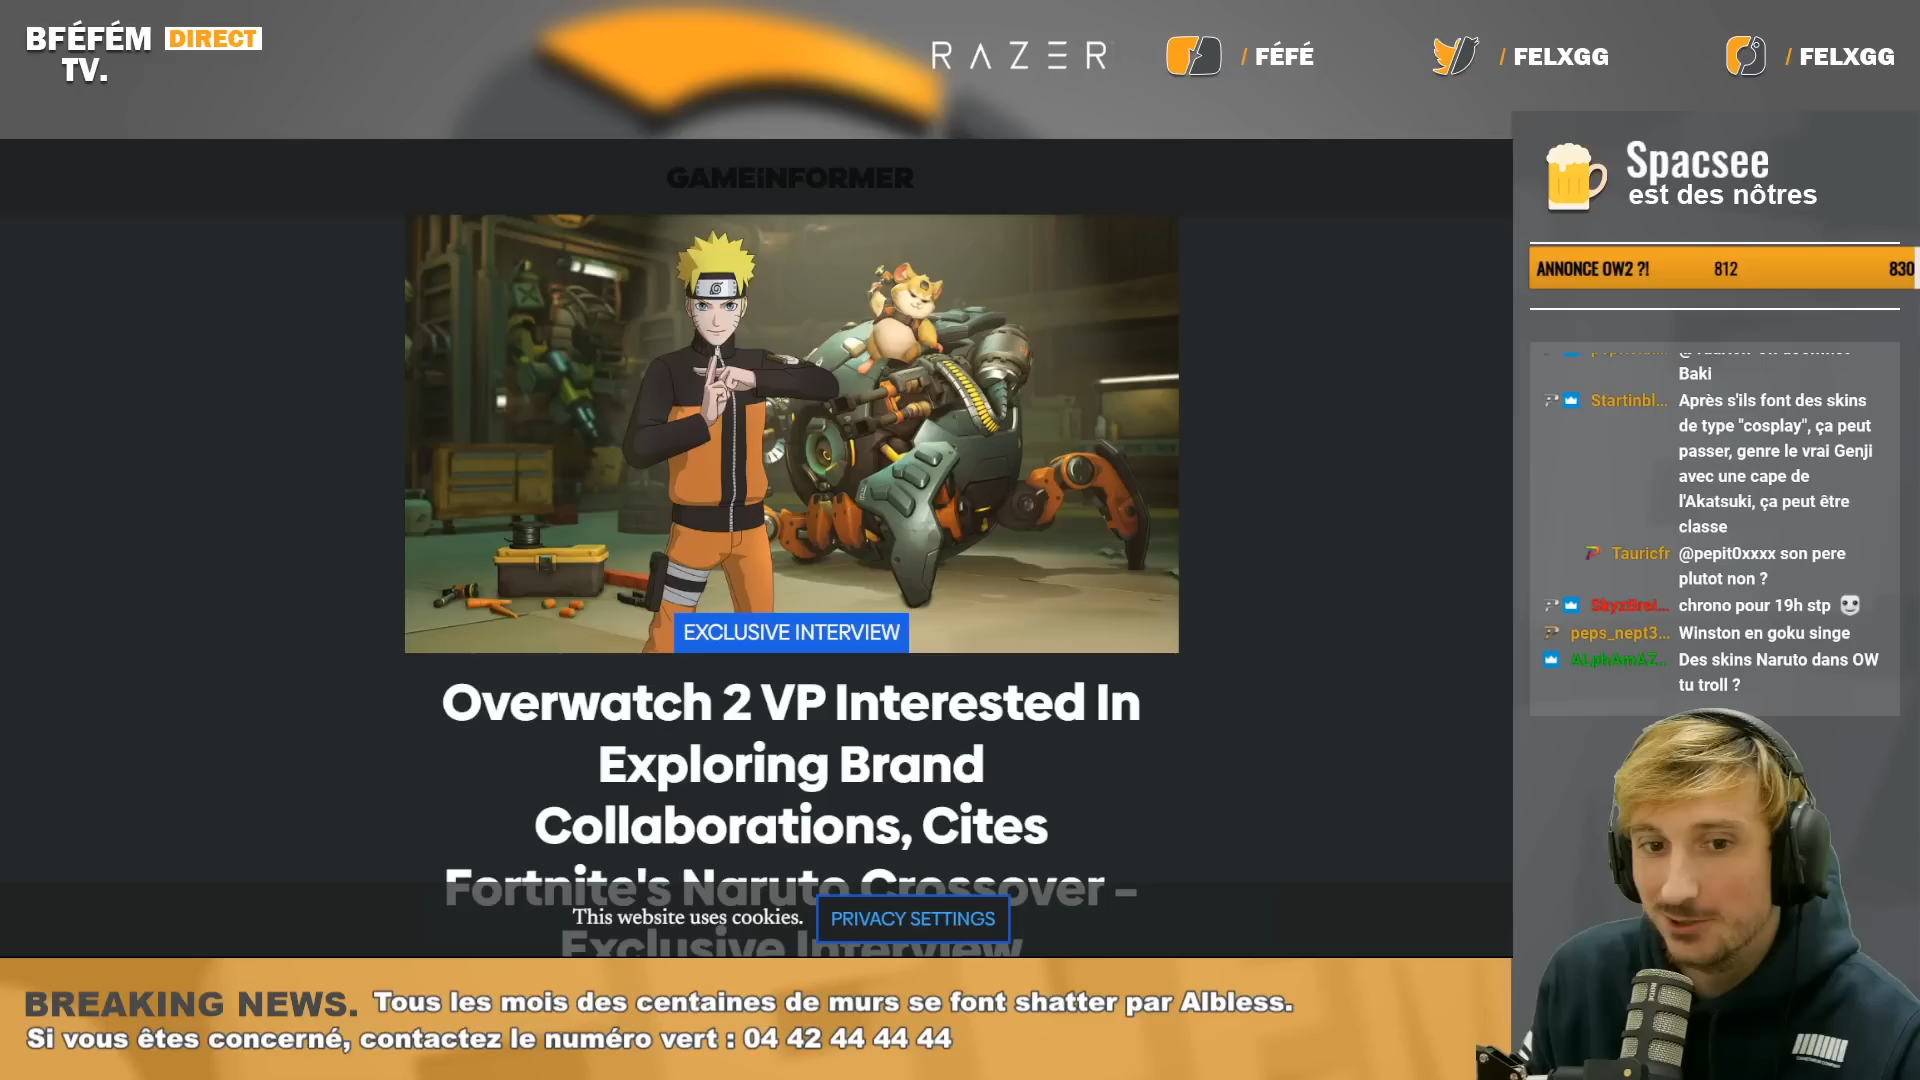 BFÉFÉM DIRECT
TV.
RAZER
/ FÉFÉ
/ FELXGG
/ FELXGG
GAMEINFORMER
EXCLUSIVE INTERVIEW
Overwatch 2 VP Interested In
Exploring Brand
Collaborations, Cites
Fortnite's Naruto Crossover –
Exclusive Interview
This website uses cookies.
PRIVACY SETTINGS
Spacsee
est des nôtres
ANNONCE OW2 ?! 812 830
Baki
Startinbl... Après s'ils font des skins
de type "cosplay", ça peut
passer, genre le vrai Genji
avec une cape de
l'Akatsuki, ça peut être
classe
Tauricfr @pepit0xxxx son pere
plutot non ?
SkyzBrei... chrono pour 19h stp
peps_nept3... Winston en goku singe
ALphAmAZ... Des skins Naruto dans OW
tu troll ?
BREAKING NEWS. Tous les mois des centaines de murs se font shatter par Albless.
Si vous êtes concerné, contactez le numéro vert : 04 42 44 44 44